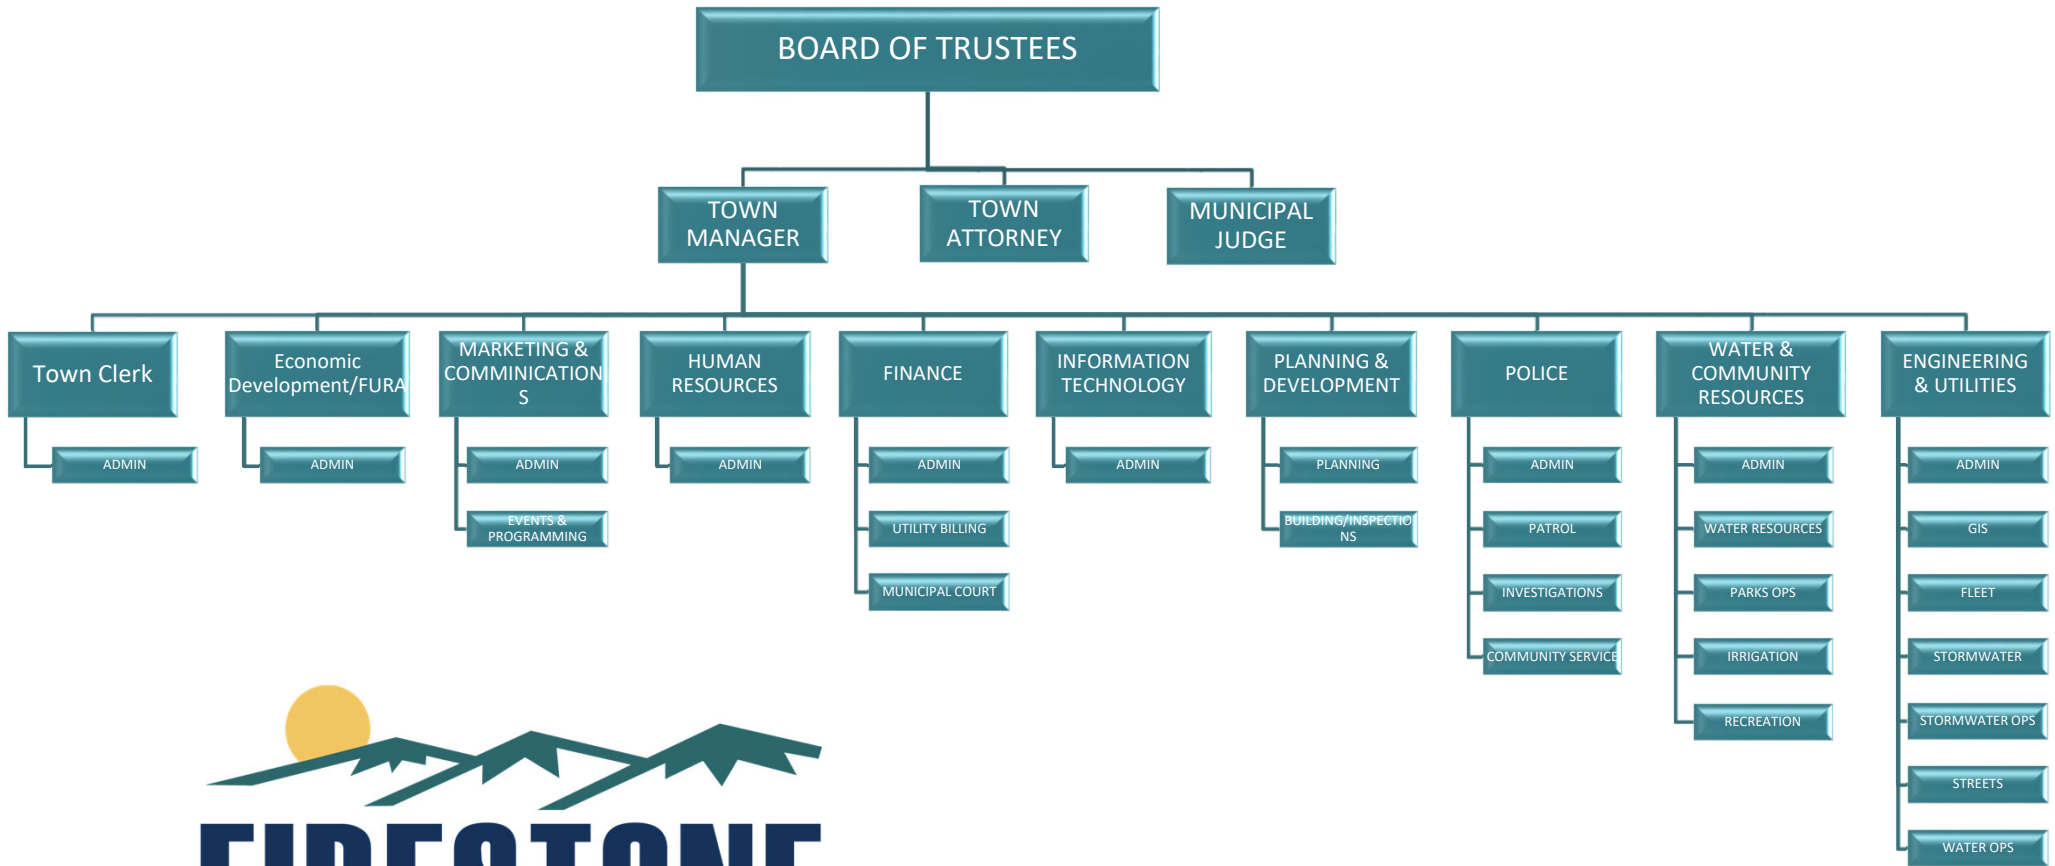 BOARD OF TRUSTEES
TOWN
MANAGER
TOWN
ATTORNEY
MUNICIPAL
JUDGE
Town Clerk
ADMIN
Economic
Development/FURA
ADMIN
MARKETING &
COMMINICATION
S
ADMIN
EVENTS &
PROGRAMMING
HUMAN
RESOURCES
ADMIN
FINANCE
ADMIN
UTILITY BILLING
MUNICIPAL COURT
INFORMATION
TECHNOLOGY
ADMIN
PLANNING &
DEVELOPMENT
PLANNING
BUILDING/INSPECTIO
NS
POLICE
ADMIN
PATROL
INVESTIGATIONS
COMMUNITY SERVICE
WATER &
COMMUNITY
RESOURCES
ADMIN
WATER RESOURCES
PARKS OPS
IRRIGATION
RECREATION
ENGINEERING
& UTILITIES
ADMIN
GIS
FLEET
STORMWATER
STORMWATER OPS
STREETS
WATER OPS
FIRESTONE